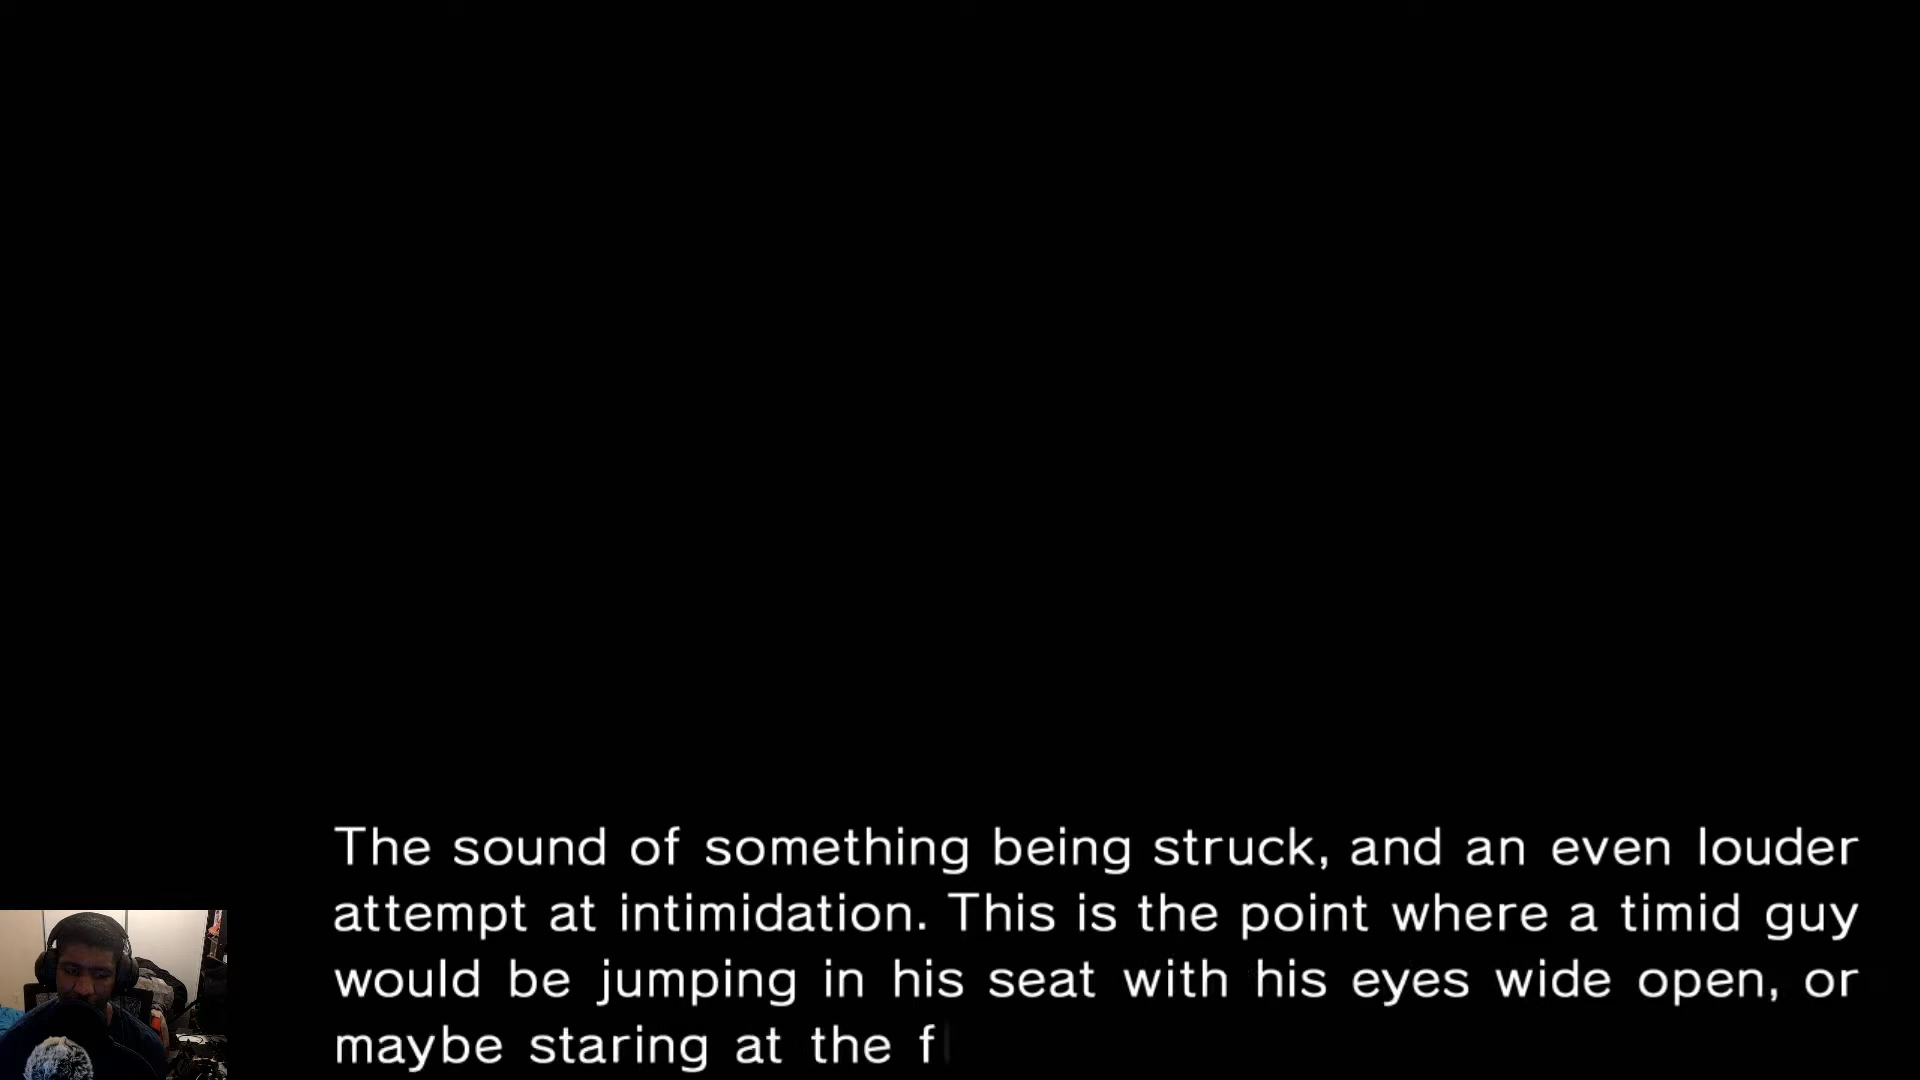 The sound of something being struck, and an even louder
attempt at intimidation. This is the point where a timid guy
would be jumping in his seat with his eyes wide open, or
maybe staring at the f